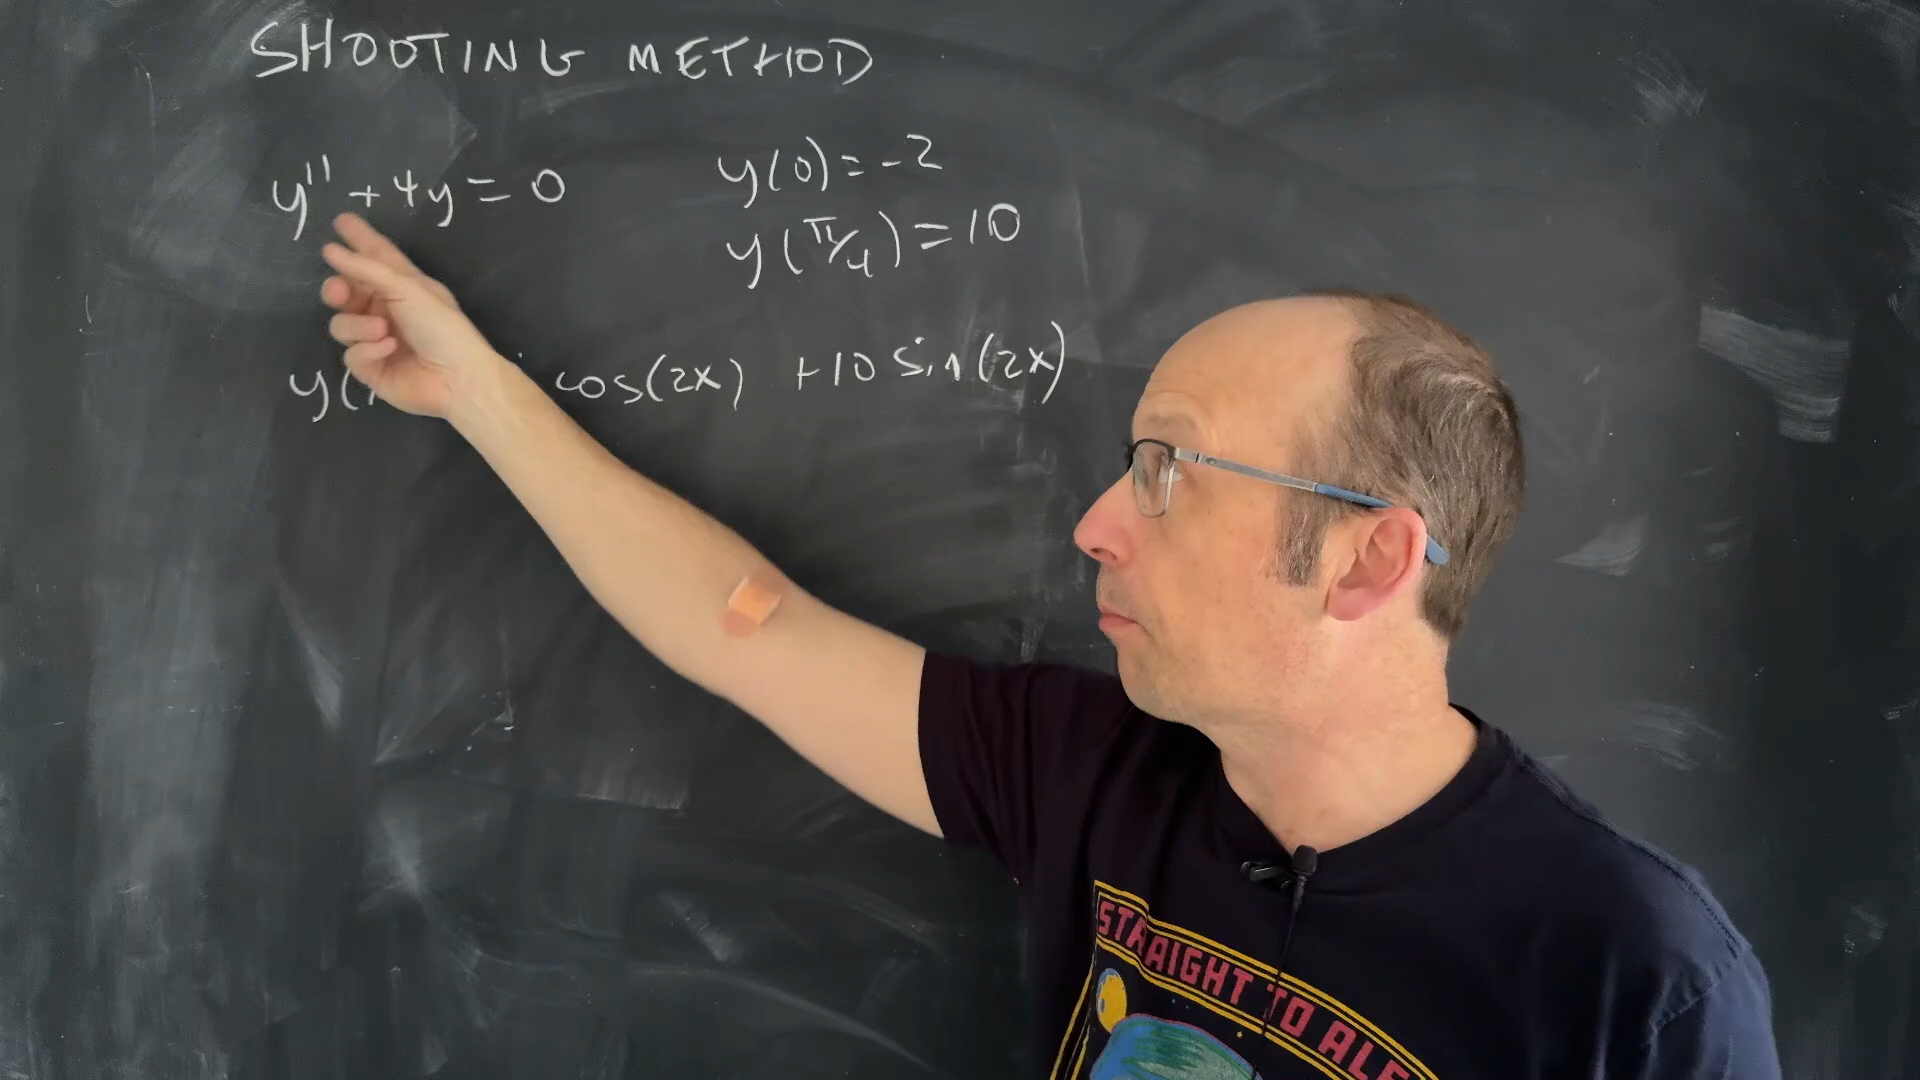 SHOOTING METHOD
y'' + 4y = 0
y(0) = -2
y(π/4) = 10
y( cos(2x) + 10 sin(2x)
STRAIGHT TO ALE